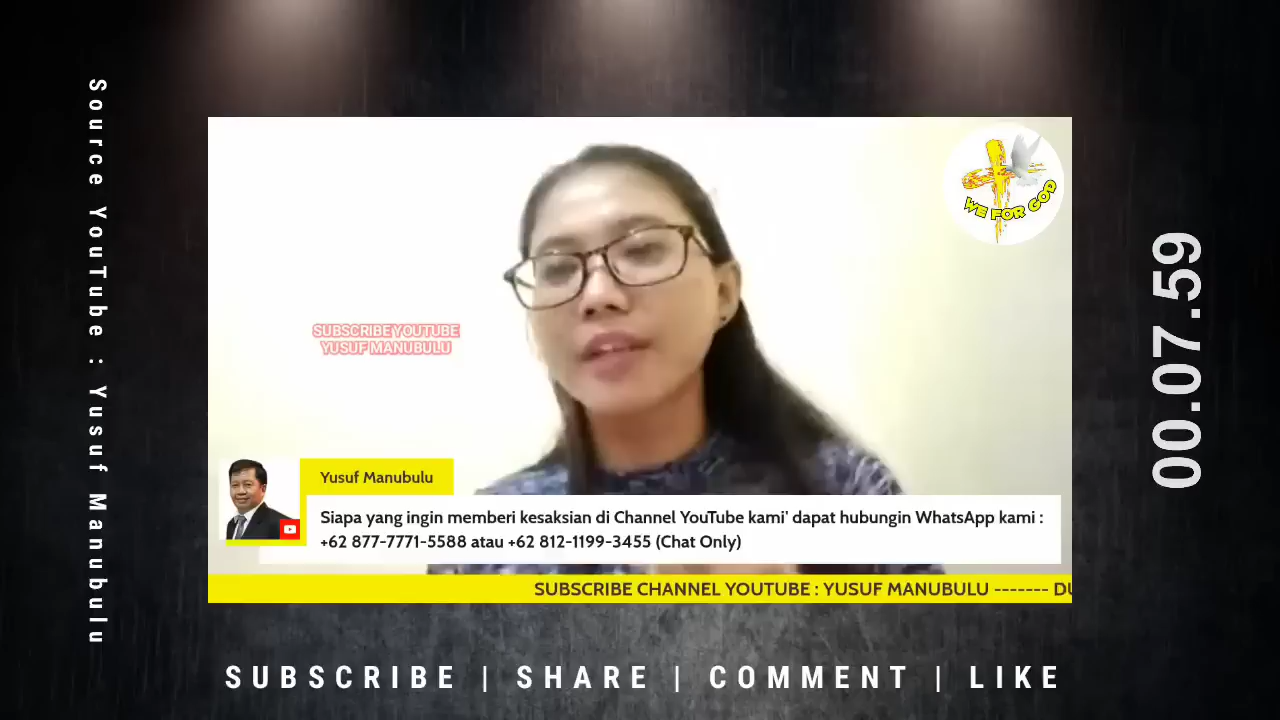 Source YouTube : Yusuf Manubulu
WE FOR GOD
00.07.59
SUBSCRIBE YOUTUBE
YUSUF MANUBULU
Yusuf Manubulu
Siapa yang ingin memberi kesaksian di Channel YouTube kami' dapat hubungin WhatsApp kami :
+62 877-7771-5588 atau +62 812-1199-3455 (Chat Only)
SUBSCRIBE CHANNEL YOUTUBE : YUSUF MANUBULU ------- DU
SUBSCRIBE | SHARE | COMMENT | LIKE